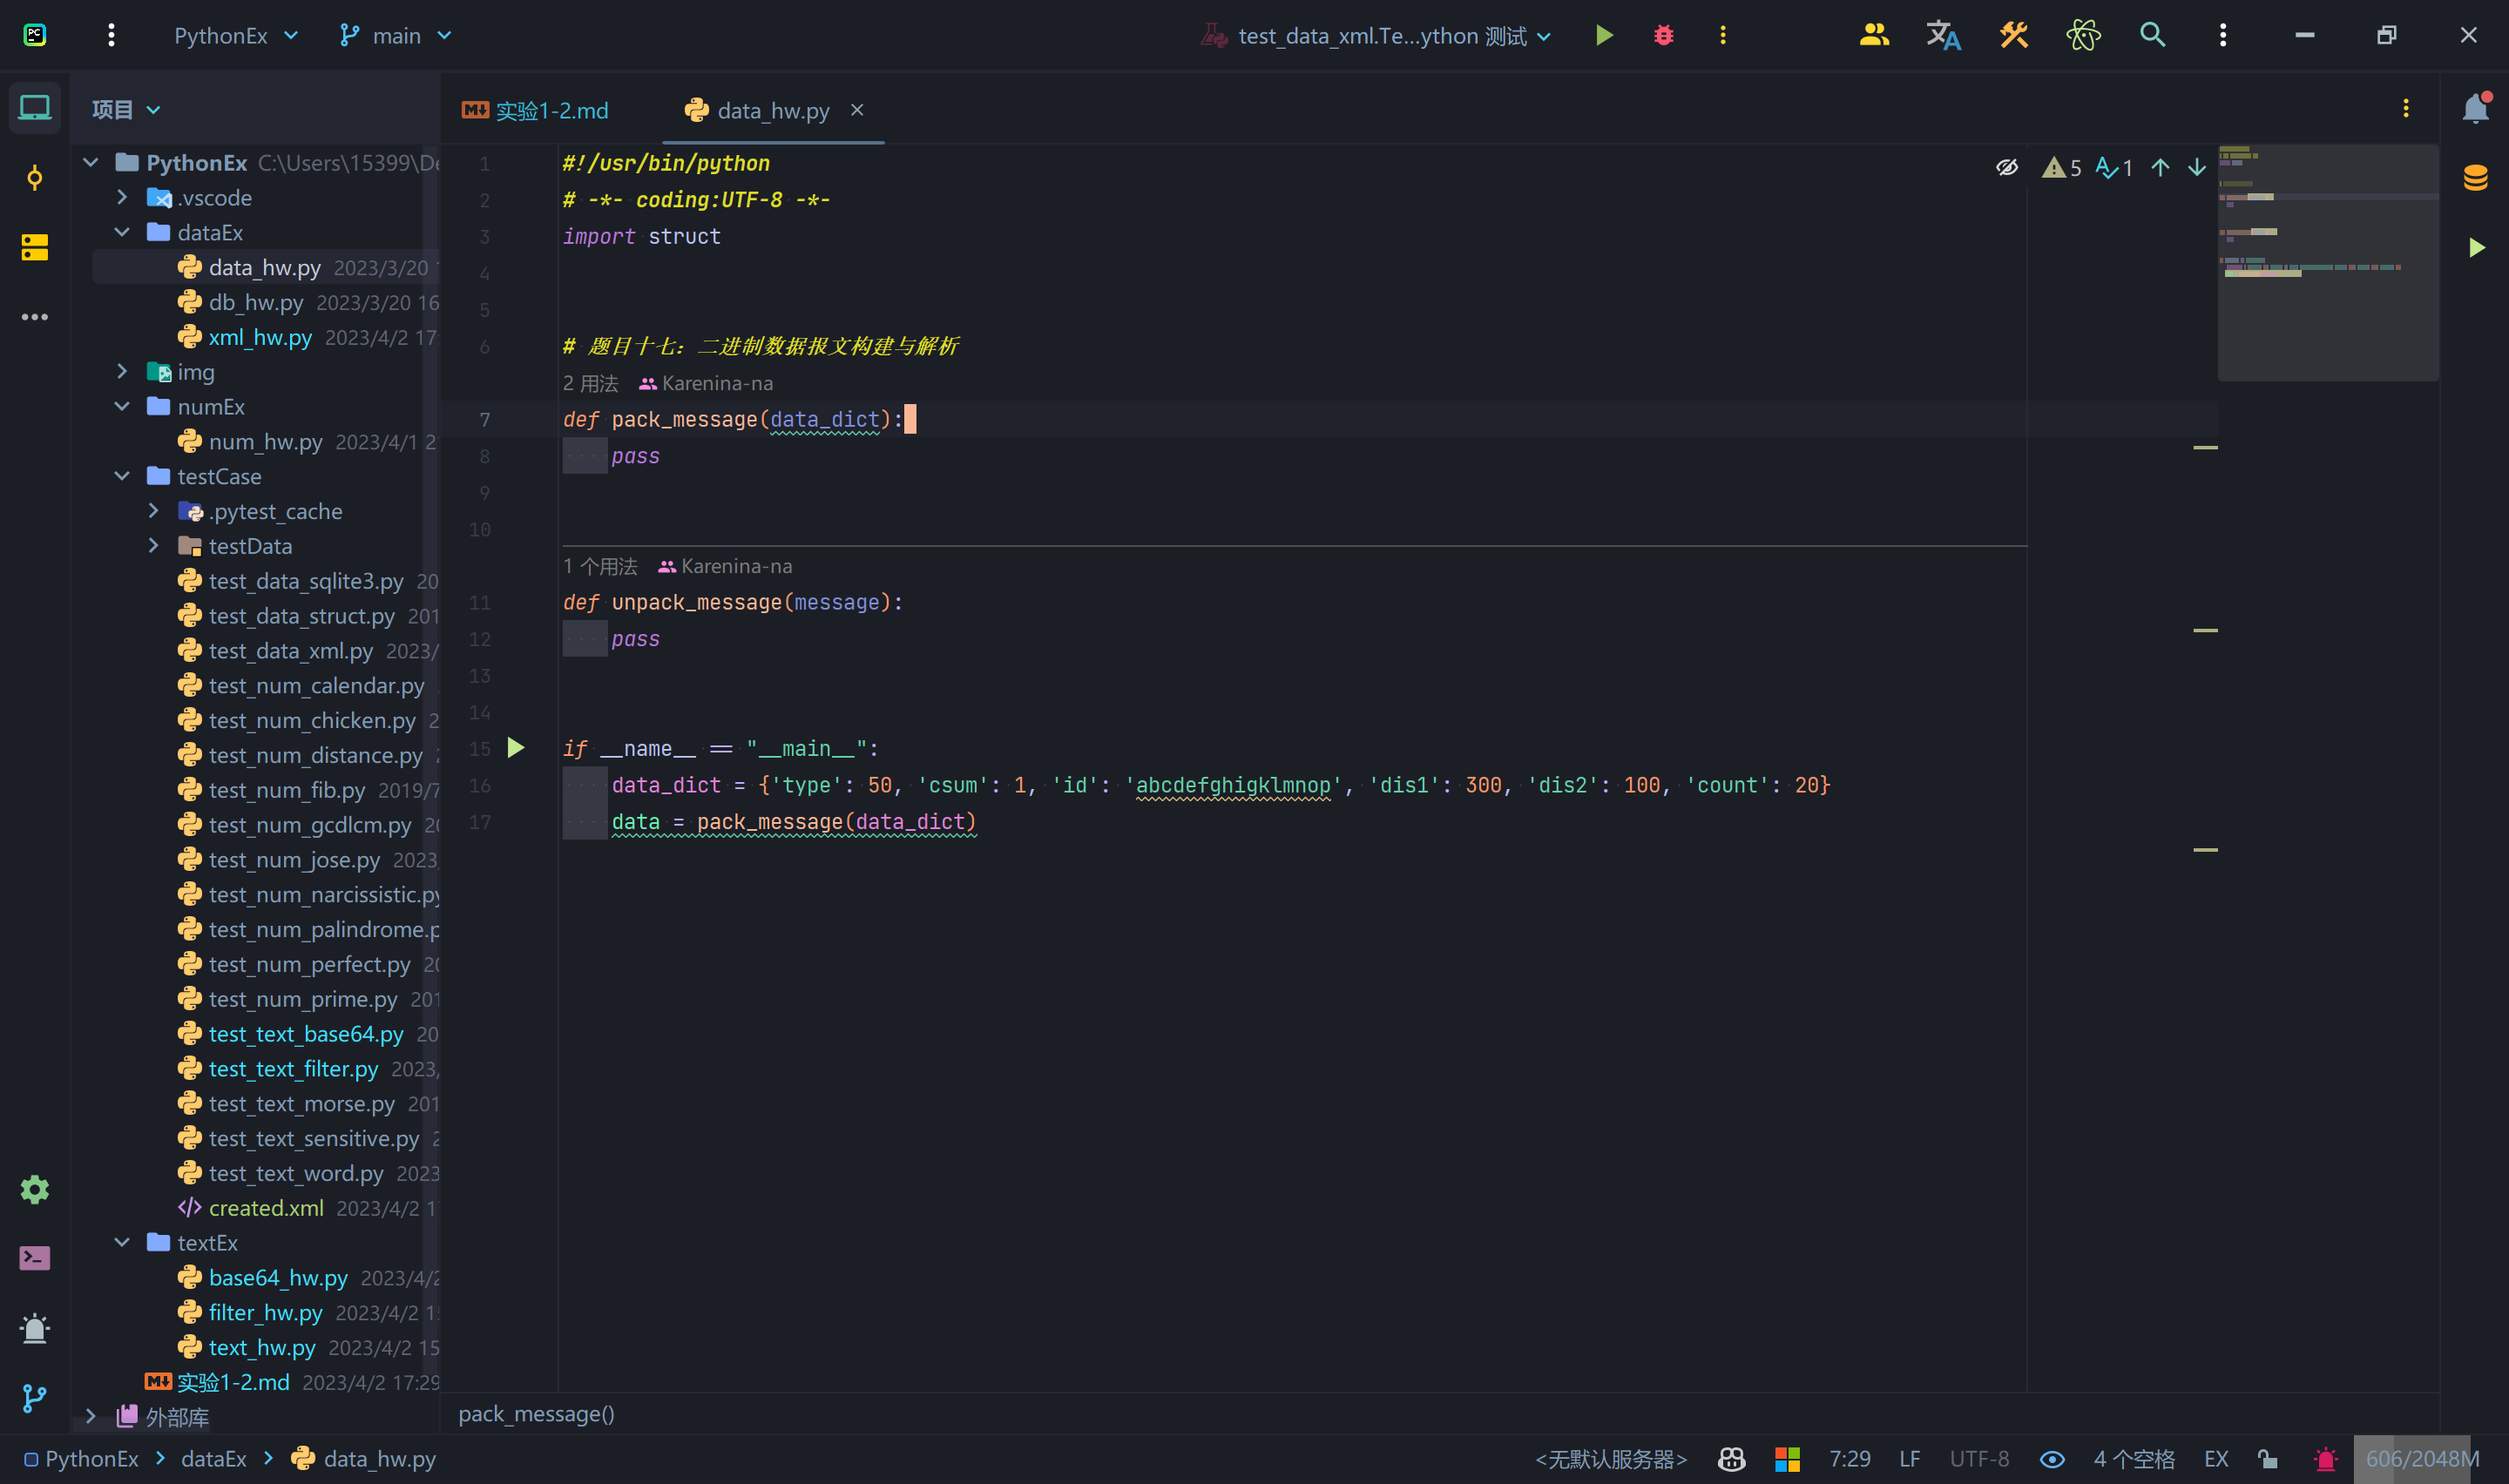 PythonEx
main
test_data_xml.Te...ython 测试
项目
PythonEx C:\Users\15399\De
.vscode
dataEx
data_hw.py 2023/3/20 1
db_hw.py 2023/3/20 16
xml_hw.py 2023/4/2 17:
img
numEx
num_hw.py 2023/4/1 2
testCase
.pytest_cache
testData
test_data_sqlite3.py 20
test_data_struct.py 201
test_data_xml.py 2023/
test_num_calendar.py
test_num_chicken.py 2
test_num_distance.py
test_num_fib.py 2019/7
test_num_gcdlcm.py 20
test_num_jose.py 2023
test_num_narcissistic.py
test_num_palindrome.p
test_num_perfect.py 20
test_num_prime.py 201
test_text_base64.py 20
test_text_filter.py 2023/
test_text_morse.py 201
test_text_sensitive.py 2
test_text_word.py 2023
created.xml 2023/4/2 1
textEx
base64_hw.py 2023/4/2
filter_hw.py 2023/4/2 1
text_hw.py 2023/4/2 15
实验1-2.md 2023/4/2 17:29
外部库
实验1-2.md
data_hw.py
5 1
1 #!/usr/bin/python
2 # -*- coding:UTF-8 -*-
3 import struct
4
5
6 # 题目十七：二进制数据报文构建与解析
2 用法 Karenina-na
7 def pack_message(data_dict):
8 pass
9
10
1 个用法 Karenina-na
11 def unpack_message(message):
12 pass
13
14
15 if __name__ == "__main__":
16 data_dict = {'type': 50, 'csum': 1, 'id': 'abcdefghigklmnop', 'dis1': 300, 'dis2': 100, 'count': 20}
17 data = pack_message(data_dict)
pack_message()
PythonEx > dataEx > data_hw.py
<无默认服务器>
7:29
LF
UTF-8
4 个空格
EX
606/2048M